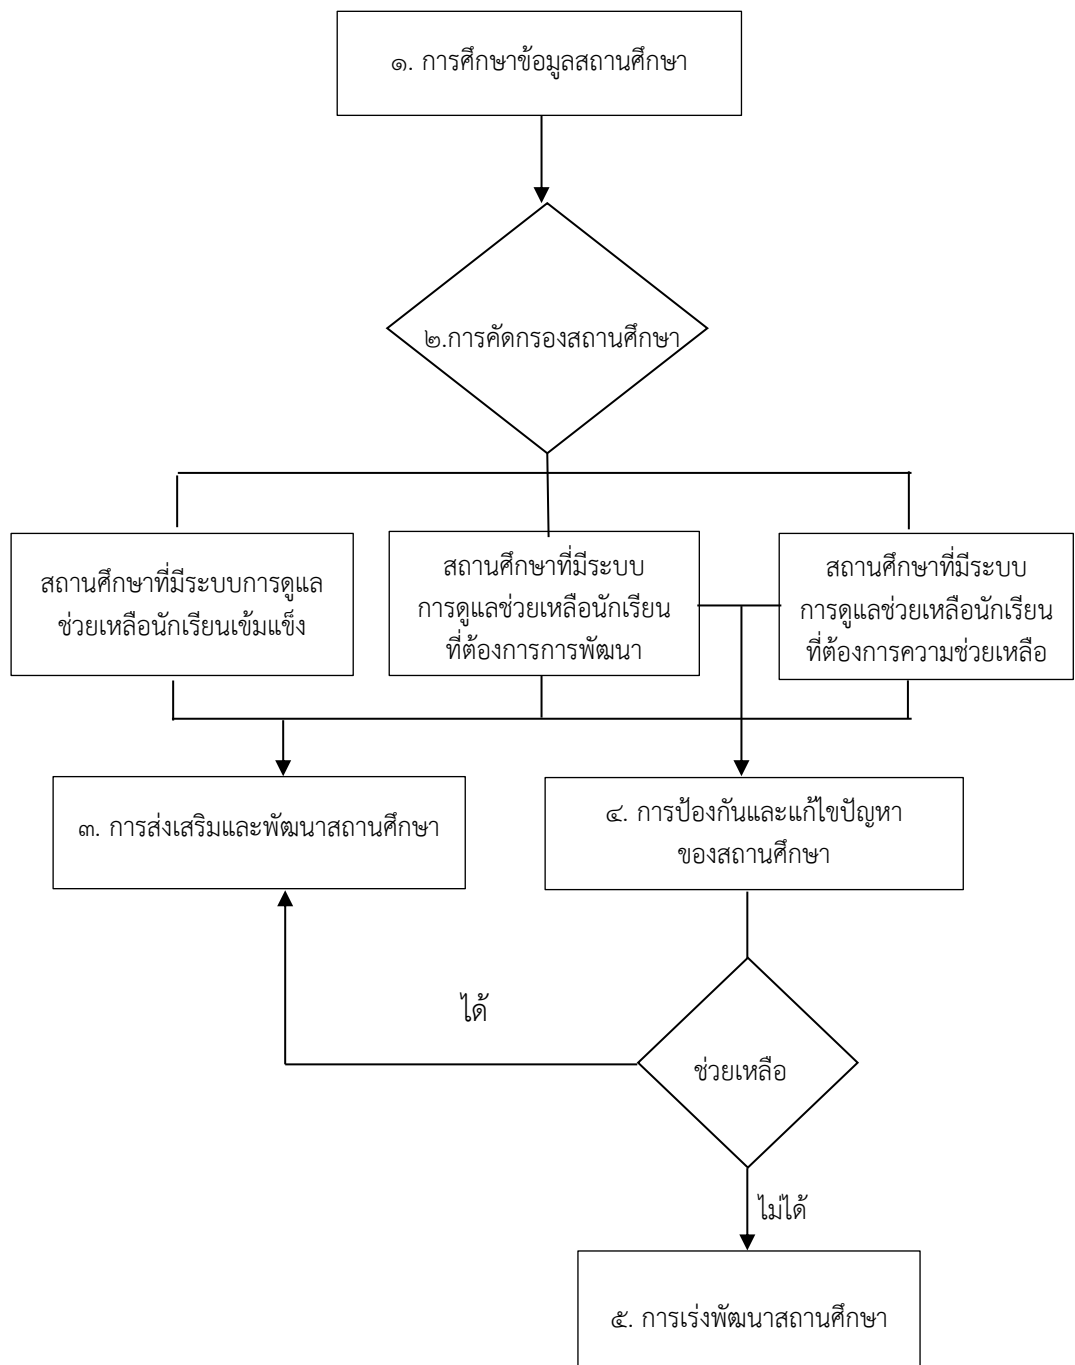 ๑. การศึกษาข้อมูลสถานศึกษา
๒.การคัดกรองสถานศึกษา
สถานศึกษาที่มีระบบการดูแล
ช่วยเหลือนักเรียนเข้มแข็ง
สถานศึกษาที่มีระบบ
การดูแลช่วยเหลือนักเรียน
ที่ต้องการการพัฒนา
สถานศึกษาที่มีระบบ
การดูแลช่วยเหลือนักเรียน
ที่ต้องการความช่วยเหลือ
๓. การส่งเสริมและพัฒนาสถานศึกษา
๔. การป้องกันและแก้ไขปัญหา
ของสถานศึกษา
ได้
ช่วยเหลือ
ไม่ได้
๕. การเร่งพัฒนาสถานศึกษา